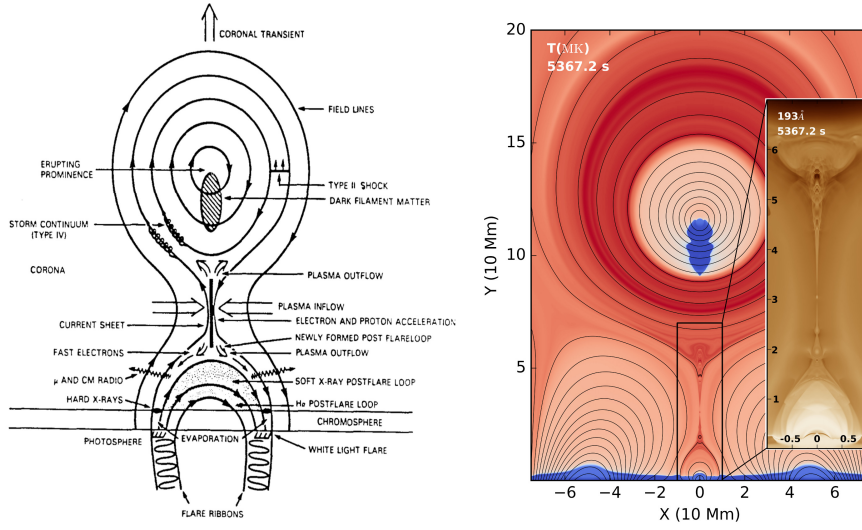 CORONAL TRANSIENT
FIELD LINES
ERUPTING
PROMINENCE
TYPE II SHOCK
DARK FILAMENT MATTER
STORM CONTINUUM
(TYPE IV)
CORONA
PLASMA OUTFLOW
PLASMA INFLOW
ELECTRON AND PROTON ACCELERATION
CURRENT SHEET
NEWLY FORMED POST FLARELOOP
FAST ELECTRONS
PLASMA OUTFLOW
μ AND CM RADIO
SOFT X-RAY POSTFLARE LOOP
HARD X-RAYS
Hα POSTFLARE LOOP
CHROMOSPHERE
PHOTOSPHERE
EVAPORATION
WHITE LIGHT FLARE
FLARE RIBBONS
T(MK)
5367.2 s
20
15
10
5
Y (10 Mm)
−6 −4 −2 0 2 4 6
X (10 Mm)
193Å
5367.2 s
6
5
4
3
2
1
-0.5 0 0.5